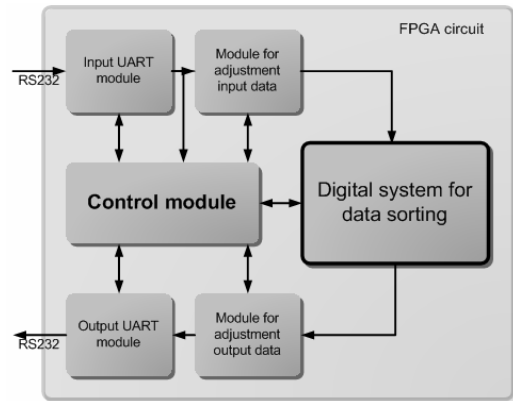 FPGA circuit
RS232
Input UART
module
Module for
adjustment
input data
Control module
Digital system for
data sorting
RS232
Output UART
module
Module for
adjustment
output data